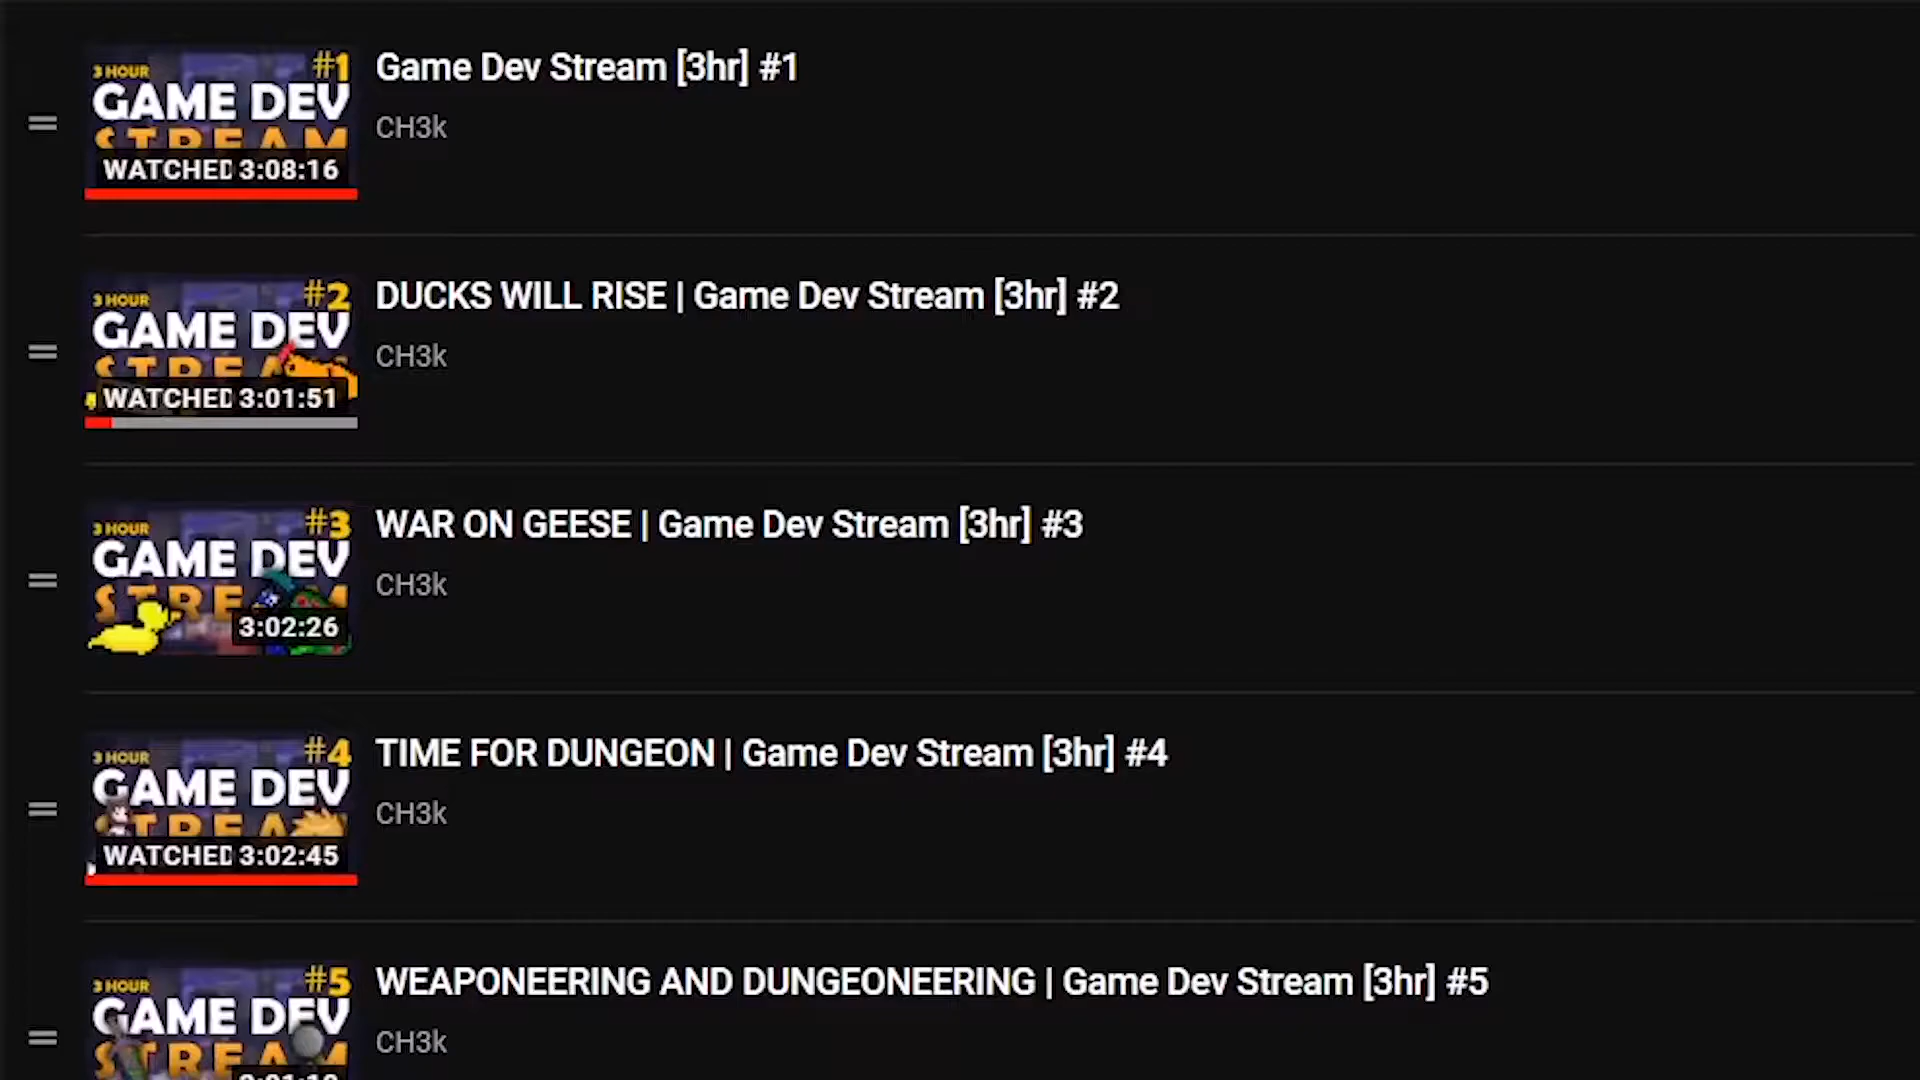 #1
3 HOUR
GAME DEV
STREAM
WATCHED 3:08:16
Game Dev Stream [3hr] #1
CH3k
#2
3 HOUR
GAME DEV
WATCHED 3:01:51
DUCKS WILL RISE | Game Dev Stream [3hr] #2
CH3k
#3
3 HOUR
GAME DEV
STREAM
3:02:26
WAR ON GEESE | Game Dev Stream [3hr] #3
CH3k
#4
3 HOUR
GAME DEV
WATCHED 3:02:45
TIME FOR DUNGEON | Game Dev Stream [3hr] #4
CH3k
#5
3 HOUR
GAME DEV
STREAM
WEAPONEERING AND DUNGEONEERING | Game Dev Stream [3hr] #5
CH3k